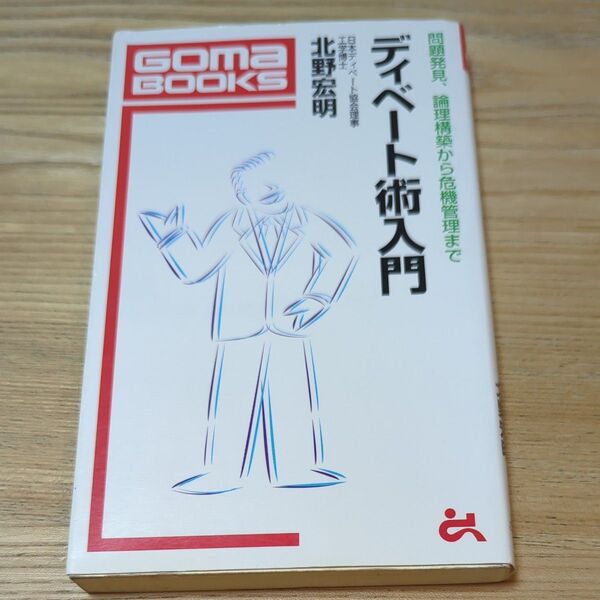 GOMA
BOOKS
問題発見、論理構築から危機管理まで
ディベート術入門
日本ディベート協会理事
工学博士
北野宏明